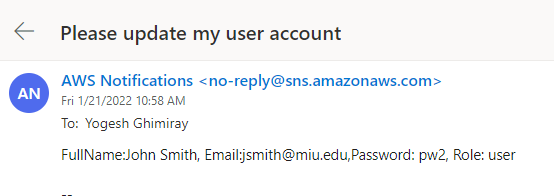 Please update my user account
AN
AWS Notifications <no-reply@sns.amazonaws.com>
Fri 1/21/2022 10:58 AM
To: Yogesh Ghimiray
FullName:John Smith, Email:jsmith@miu.edu,Password: pw2, Role: user
--